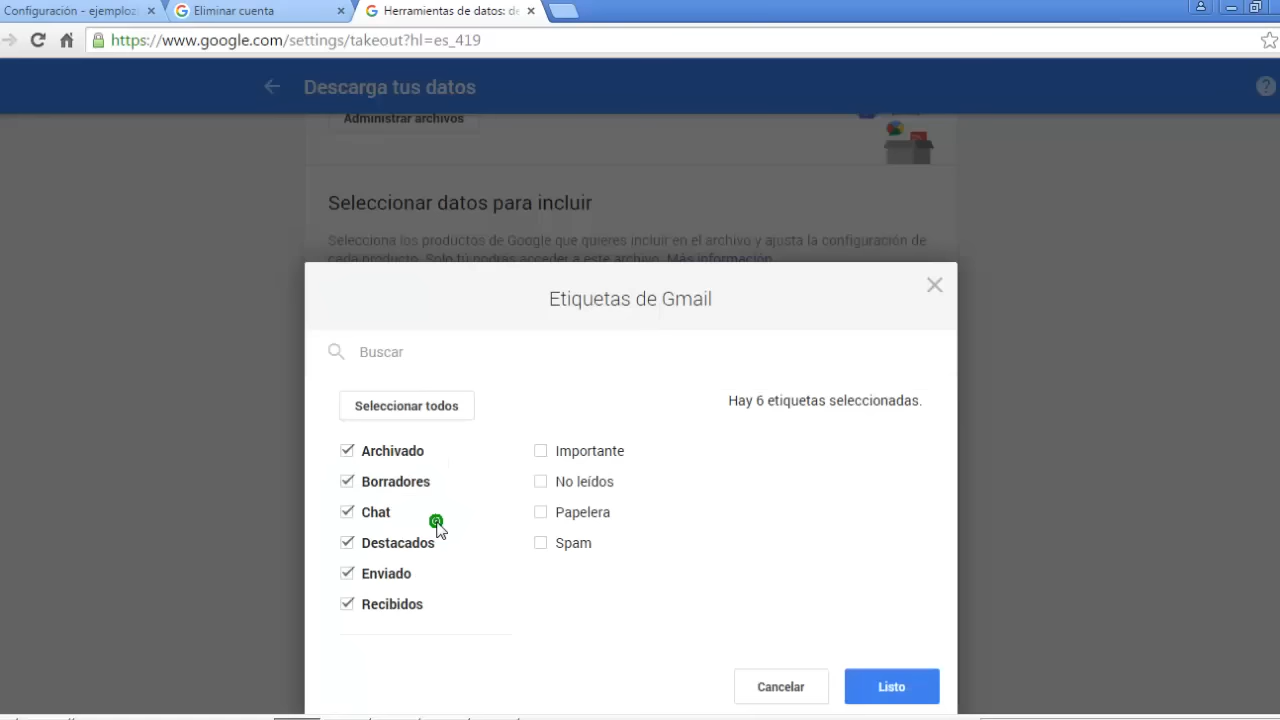 Configuración - ejemploz
Eliminar cuenta
Herramientas de datos: de
https://www.google.com/settings/takeout?hl=es_419
Descarga tus datos
Administrar archivos
Seleccionar datos para incluir
Selecciona los productos de Google que quieres incluir en el archivo y ajusta la configuración de
cada producto. Solo tú podrás acceder a este archivo. Más información
Etiquetas de Gmail
Buscar
Seleccionar todos
Hay 6 etiquetas seleccionadas.
Archivado
Importante
Borradores
No leídos
Chat
Papelera
Destacados
Spam
Enviado
Recibidos
Cancelar
Listo